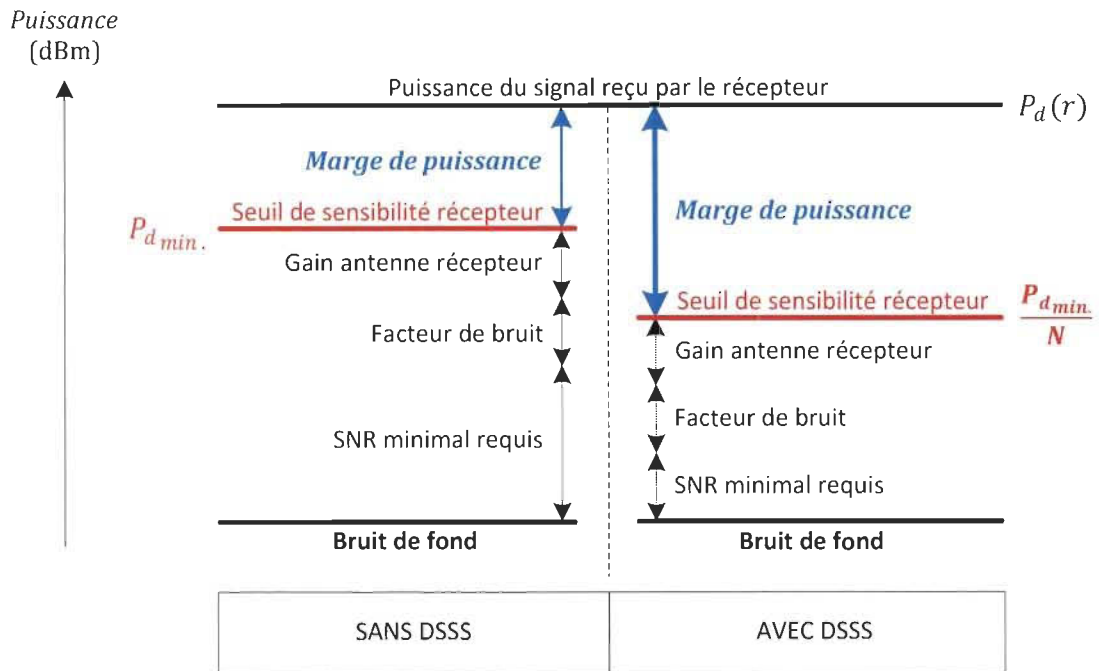 Puissance
(dBm)
Puissance du signal reçu par le récepteur
P_d(r)
Marge de puissance
Marge de puissance
P_{d min.}
Seuil de sensibilité récepteur
Gain antenne récepteur
Facteur de bruit
SNR minimal requis
Bruit de fond
Seuil de sensibilité récepteur
P_{d min.}
N
Gain antenne récepteur
Facteur de bruit
SNR minimal requis
Bruit de fond
SANS DSSS
AVEC DSSS